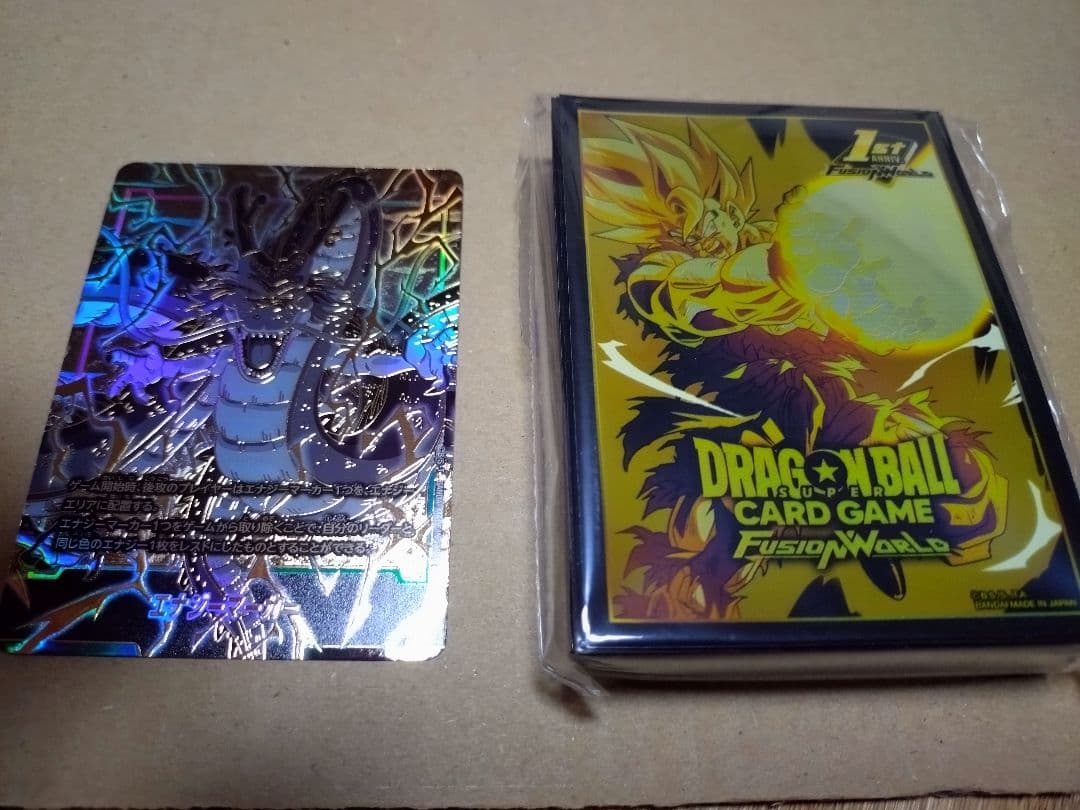 ゲーム開始時、後攻のプレイヤーはエナジーマーカー1つを、エナジー
エリアに配置する。
エナジーマーカー1つをゲームから取り除くことで、自分のリーダーと
同じ色のエナジー1枚をレストにしたものとすることができる。
エナジーマーカー
1st
ANNIV
FUSION WORLD
DRAGON BALL
SUPER
CARD GAME
FUSION WORLD
BANDAI MADE IN JAPAN